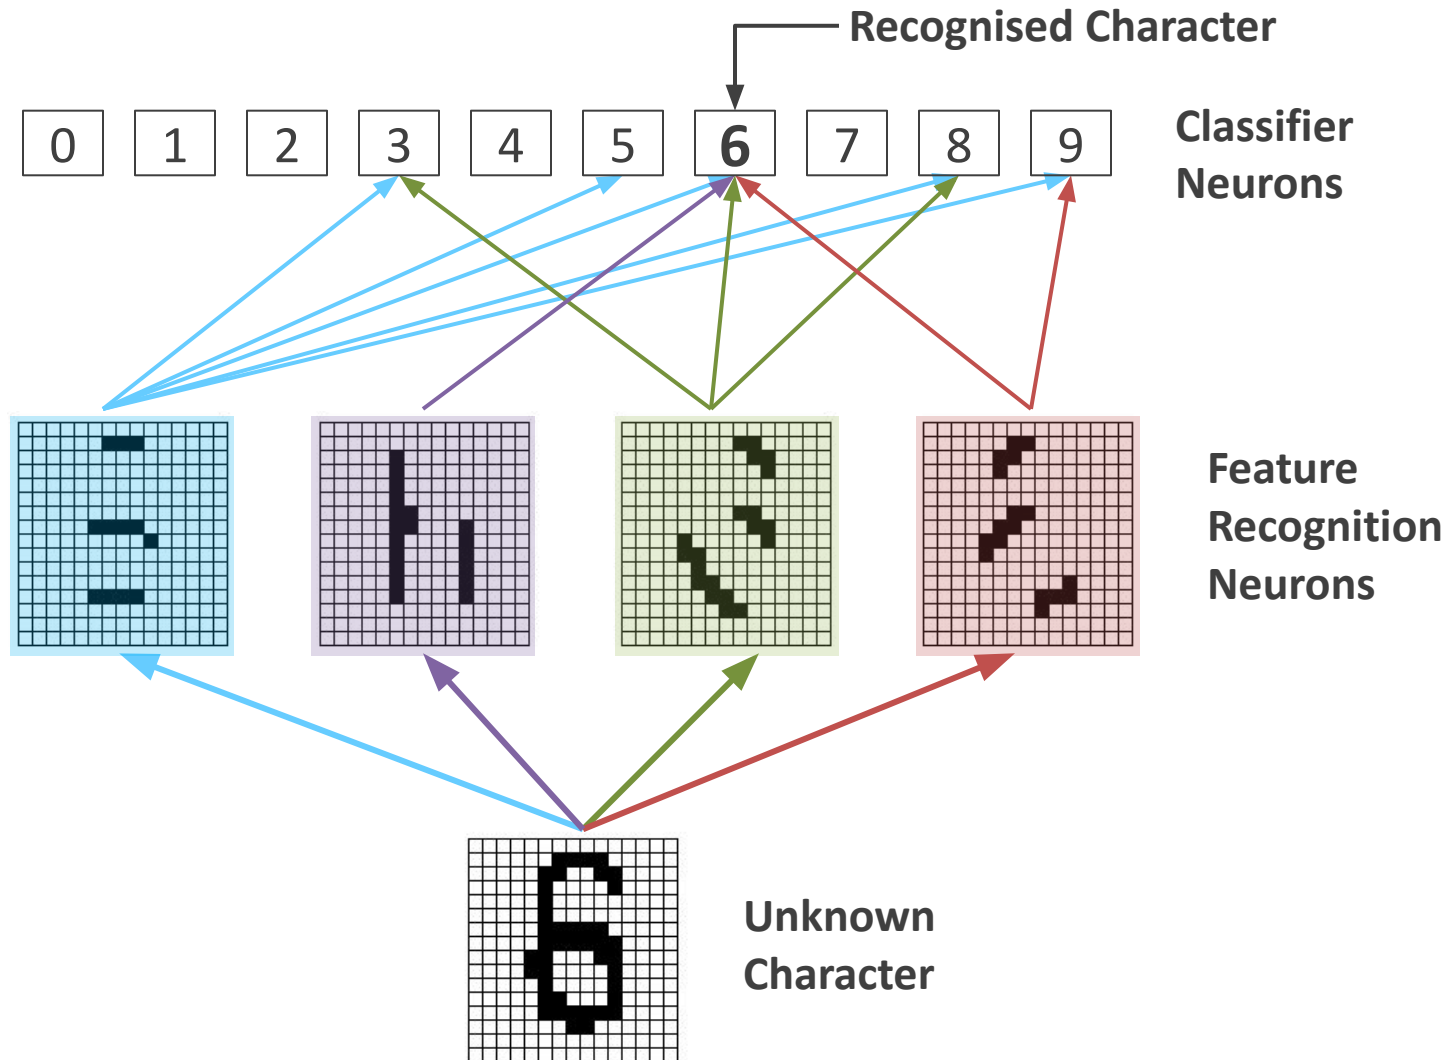 Recognised Character
0 1 2 3 4 5 6 7 8 9
Classifier
Neurons
Feature
Recognition
Neurons
Unknown
Character
6